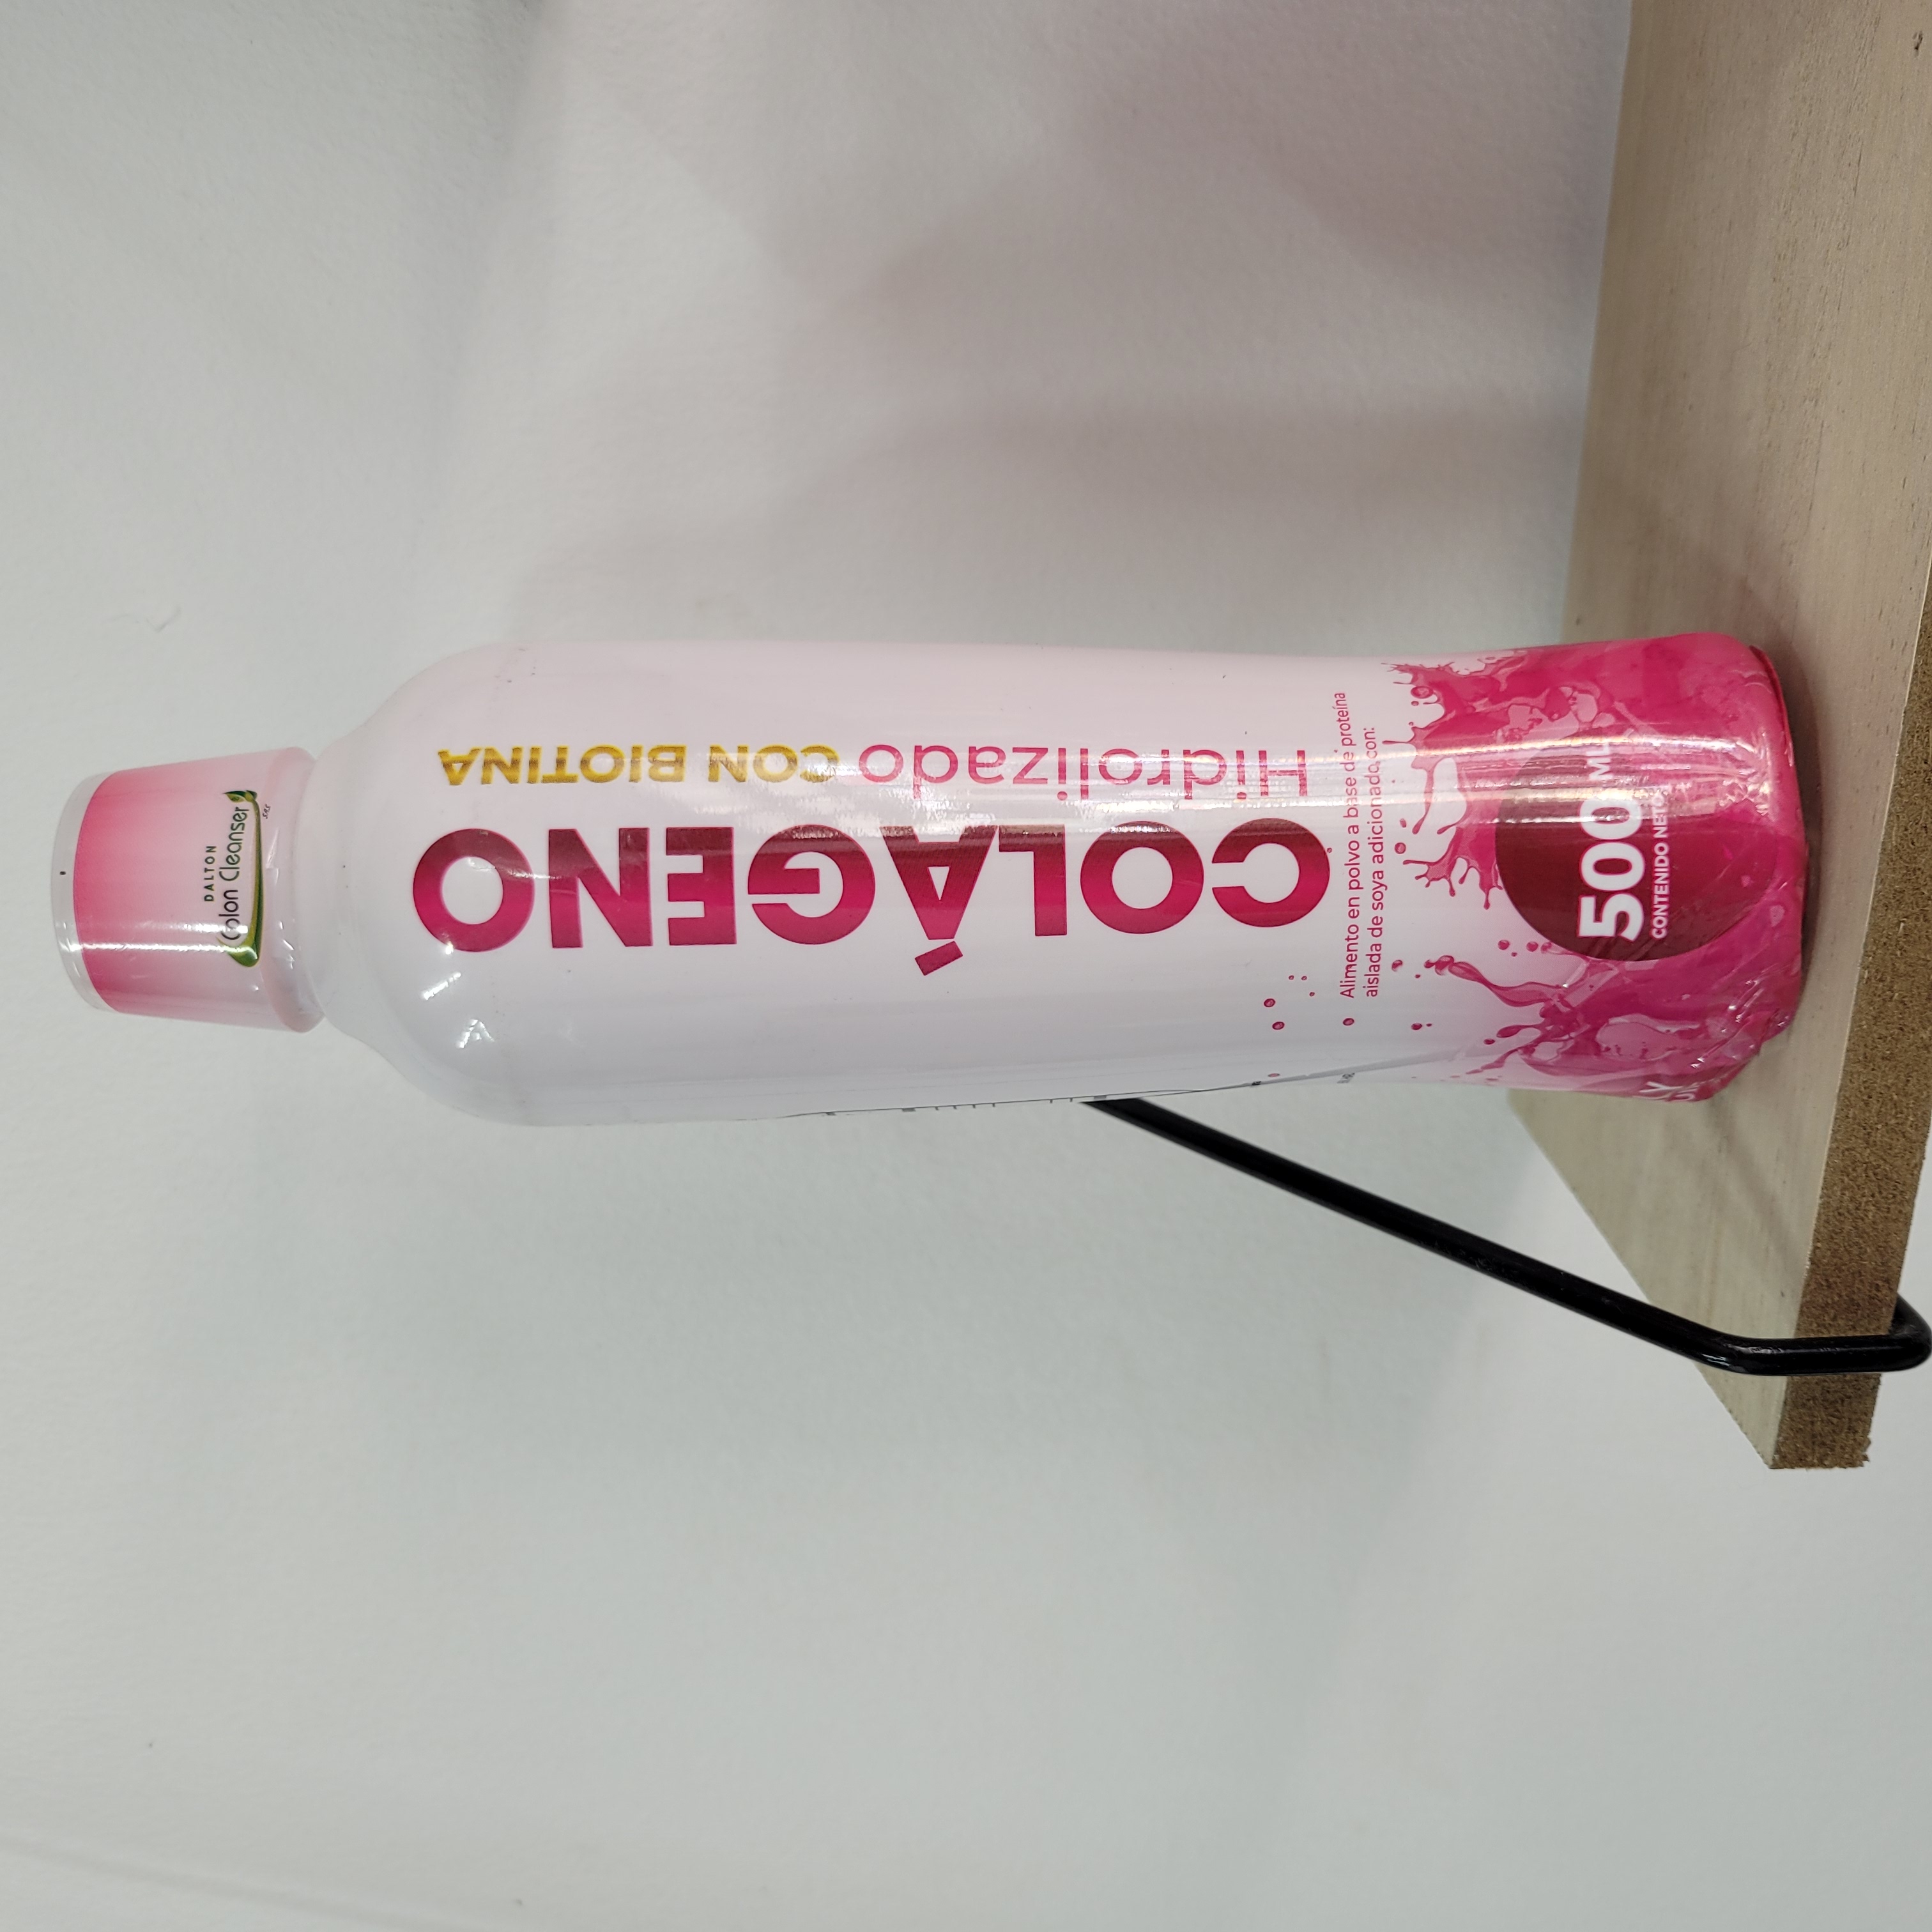 DALTON
Colon Cleanser
SAS
COLÁGENO
Hidrolizado CON BIOTINA
Alimento en polvo a base de proteína
aislada de soya adicionado con:
500 ML
CONTENIDO NETO